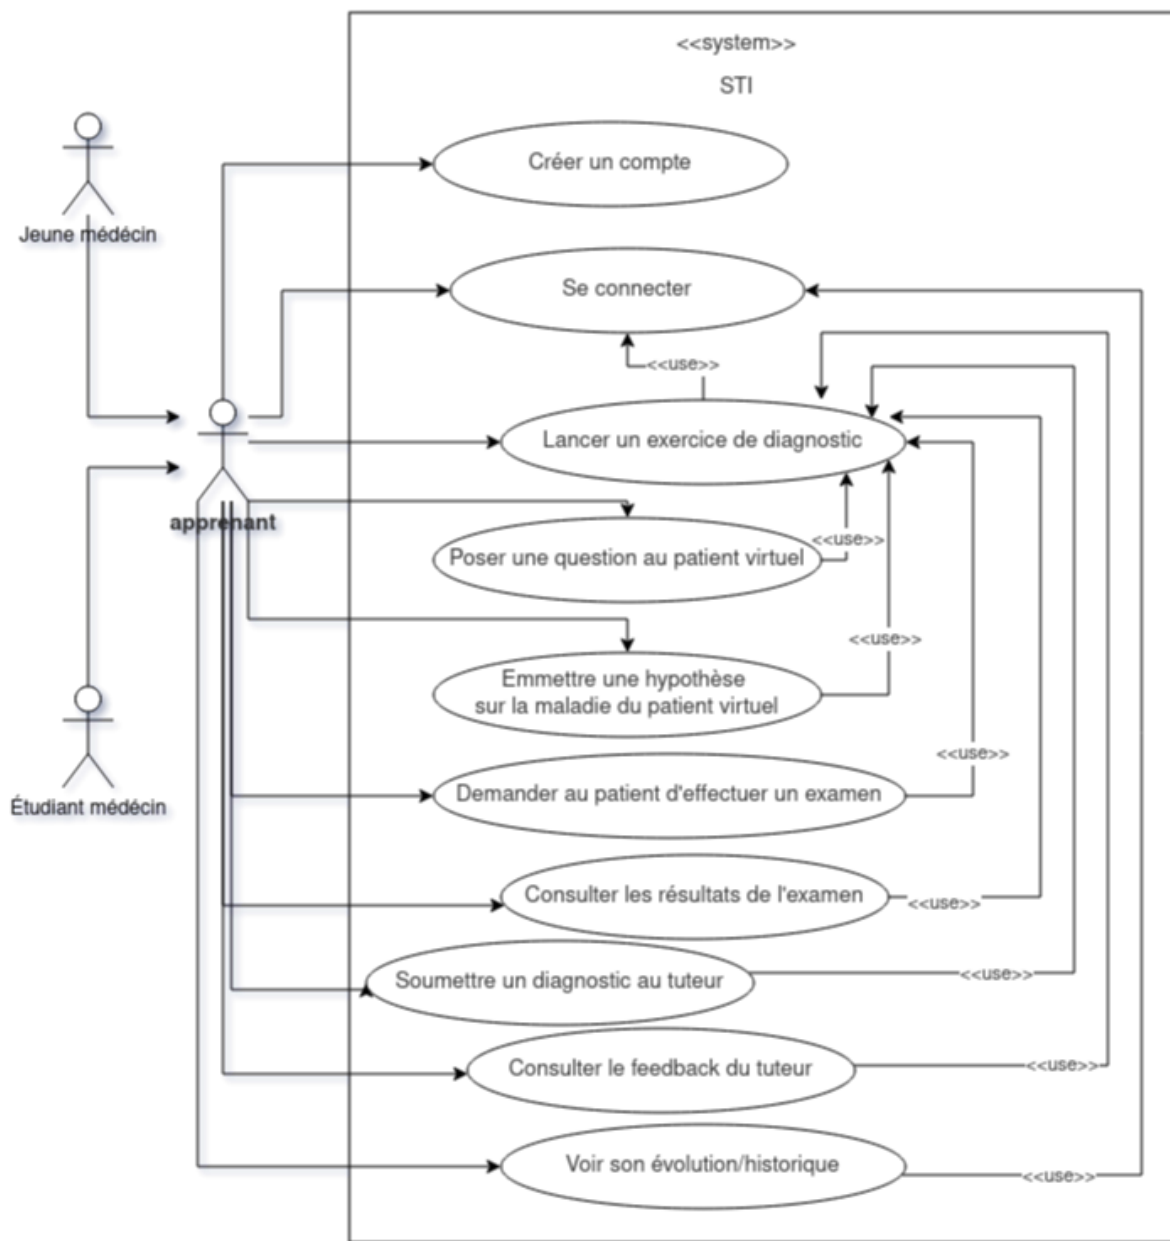 <<system>>
STI
Créer un compte
Jeune médécin
Se connecter
<<use>>
Lancer un exercice de diagnostic
apprenant
<<use>>
Poser une question au patient virtuel
<<use>>
Emmettre une hypothèse
sur la maladie du patient virtuel
<<use>>
Demander au patient d'effectuer un examen
Étudiant médécin
Consulter les résultats de l'examen
<<use>>
Soumettre un diagnostic au tuteur
<<use>>
Consulter le feedback du tuteur
<<use>>
Voir son évolution/historique
<<use>>